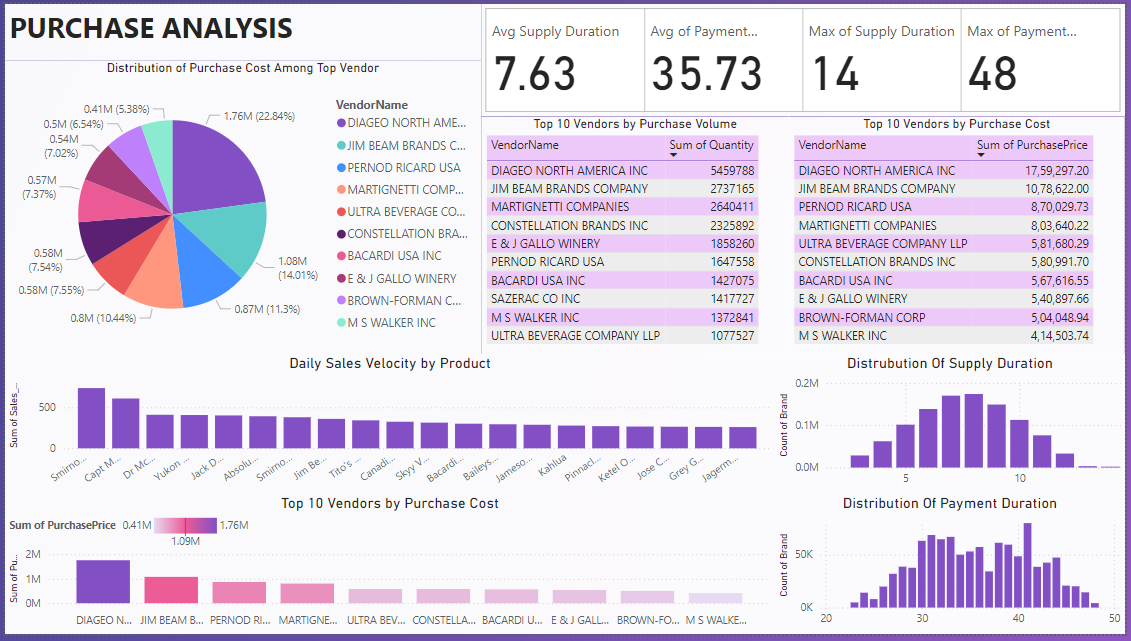 PURCHASE ANALYSIS
Avg Supply Duration
7.63
Avg of Payment...
35.73
Max of Supply Duration
14
Max of Payment...
48
Distribution of Purchase Cost Among Top Vendor
1.76M (22.84%)
1.08M
(14.01%)
0.87M (11.3%)
0.8M (10.44%)
0.58M (7.55%)
0.58M
(7.54%)
0.57M
(7.37%)
0.54M
(7.02%)
0.5M (6.54%)
0.41M (5.38%)
VendorName
DIAGEO NORTH AME...
JIM BEAM BRANDS C...
PERNOD RICARD USA
MARTIGNETTI COMP...
ULTRA BEVERAGE CO...
CONSTELLATION BRA...
BACARDI USA INC
E & J GALLO WINERY
BROWN-FORMAN C...
M S WALKER INC
Top 10 Vendors by Purchase Volume
VendorName Sum of Quantity
DIAGEO NORTH AMERICA INC 5459788
JIM BEAM BRANDS COMPANY 2737165
MARTIGNETTI COMPANIES 2640411
CONSTELLATION BRANDS INC 2325892
E & J GALLO WINERY 1858260
PERNOD RICARD USA 1647558
BACARDI USA INC 1427075
SAZERAC CO INC 1417727
M S WALKER INC 1372841
ULTRA BEVERAGE COMPANY LLP 1077527
Top 10 Vendors by Purchase Cost
VendorName Sum of PurchasePrice
DIAGEO NORTH AMERICA INC 17,59,297.20
JIM BEAM BRANDS COMPANY 10,78,622.00
PERNOD RICARD USA 8,70,029.73
MARTIGNETTI COMPANIES 8,03,640.22
ULTRA BEVERAGE COMPANY LLP 5,81,680.29
CONSTELLATION BRANDS INC 5,80,991.70
BACARDI USA INC 5,67,616.55
E & J GALLO WINERY 5,40,897.66
BROWN-FORMAN CORP 5,04,048.94
M S WALKER INC 4,14,503.74
Daily Sales Velocity by Product
Sum of Sales_...
500
0
Smirno... Capt M... Dr Mc... Yukon ... Jack D... Absolu... Smirno... Jim Be... Tito's ... Canadi... Skyy V... Bacardi... Baileys... Jameso... Kahlua Pinnacl... Ketel O... Jose C... Grey G... Jagerm...
Distrubution Of Supply Duration
Count of Brand
0.2M
0.1M
0.0M
5 10
Top 10 Vendors by Purchase Cost
Sum of PurchasePrice 0.41M 1.76M
1.09M
Sum of Pu...
2M
1M
0M
DIAGEO N... JIM BEAM B... PERNOD RI... MARTIGNE... ULTRA BEV... CONSTELLA... BACARDI U... E & J GALL... BROWN-FO... M S WALKE...
Distribution Of Payment Duration
Count of Brand
50K
0K
20 30 40 50